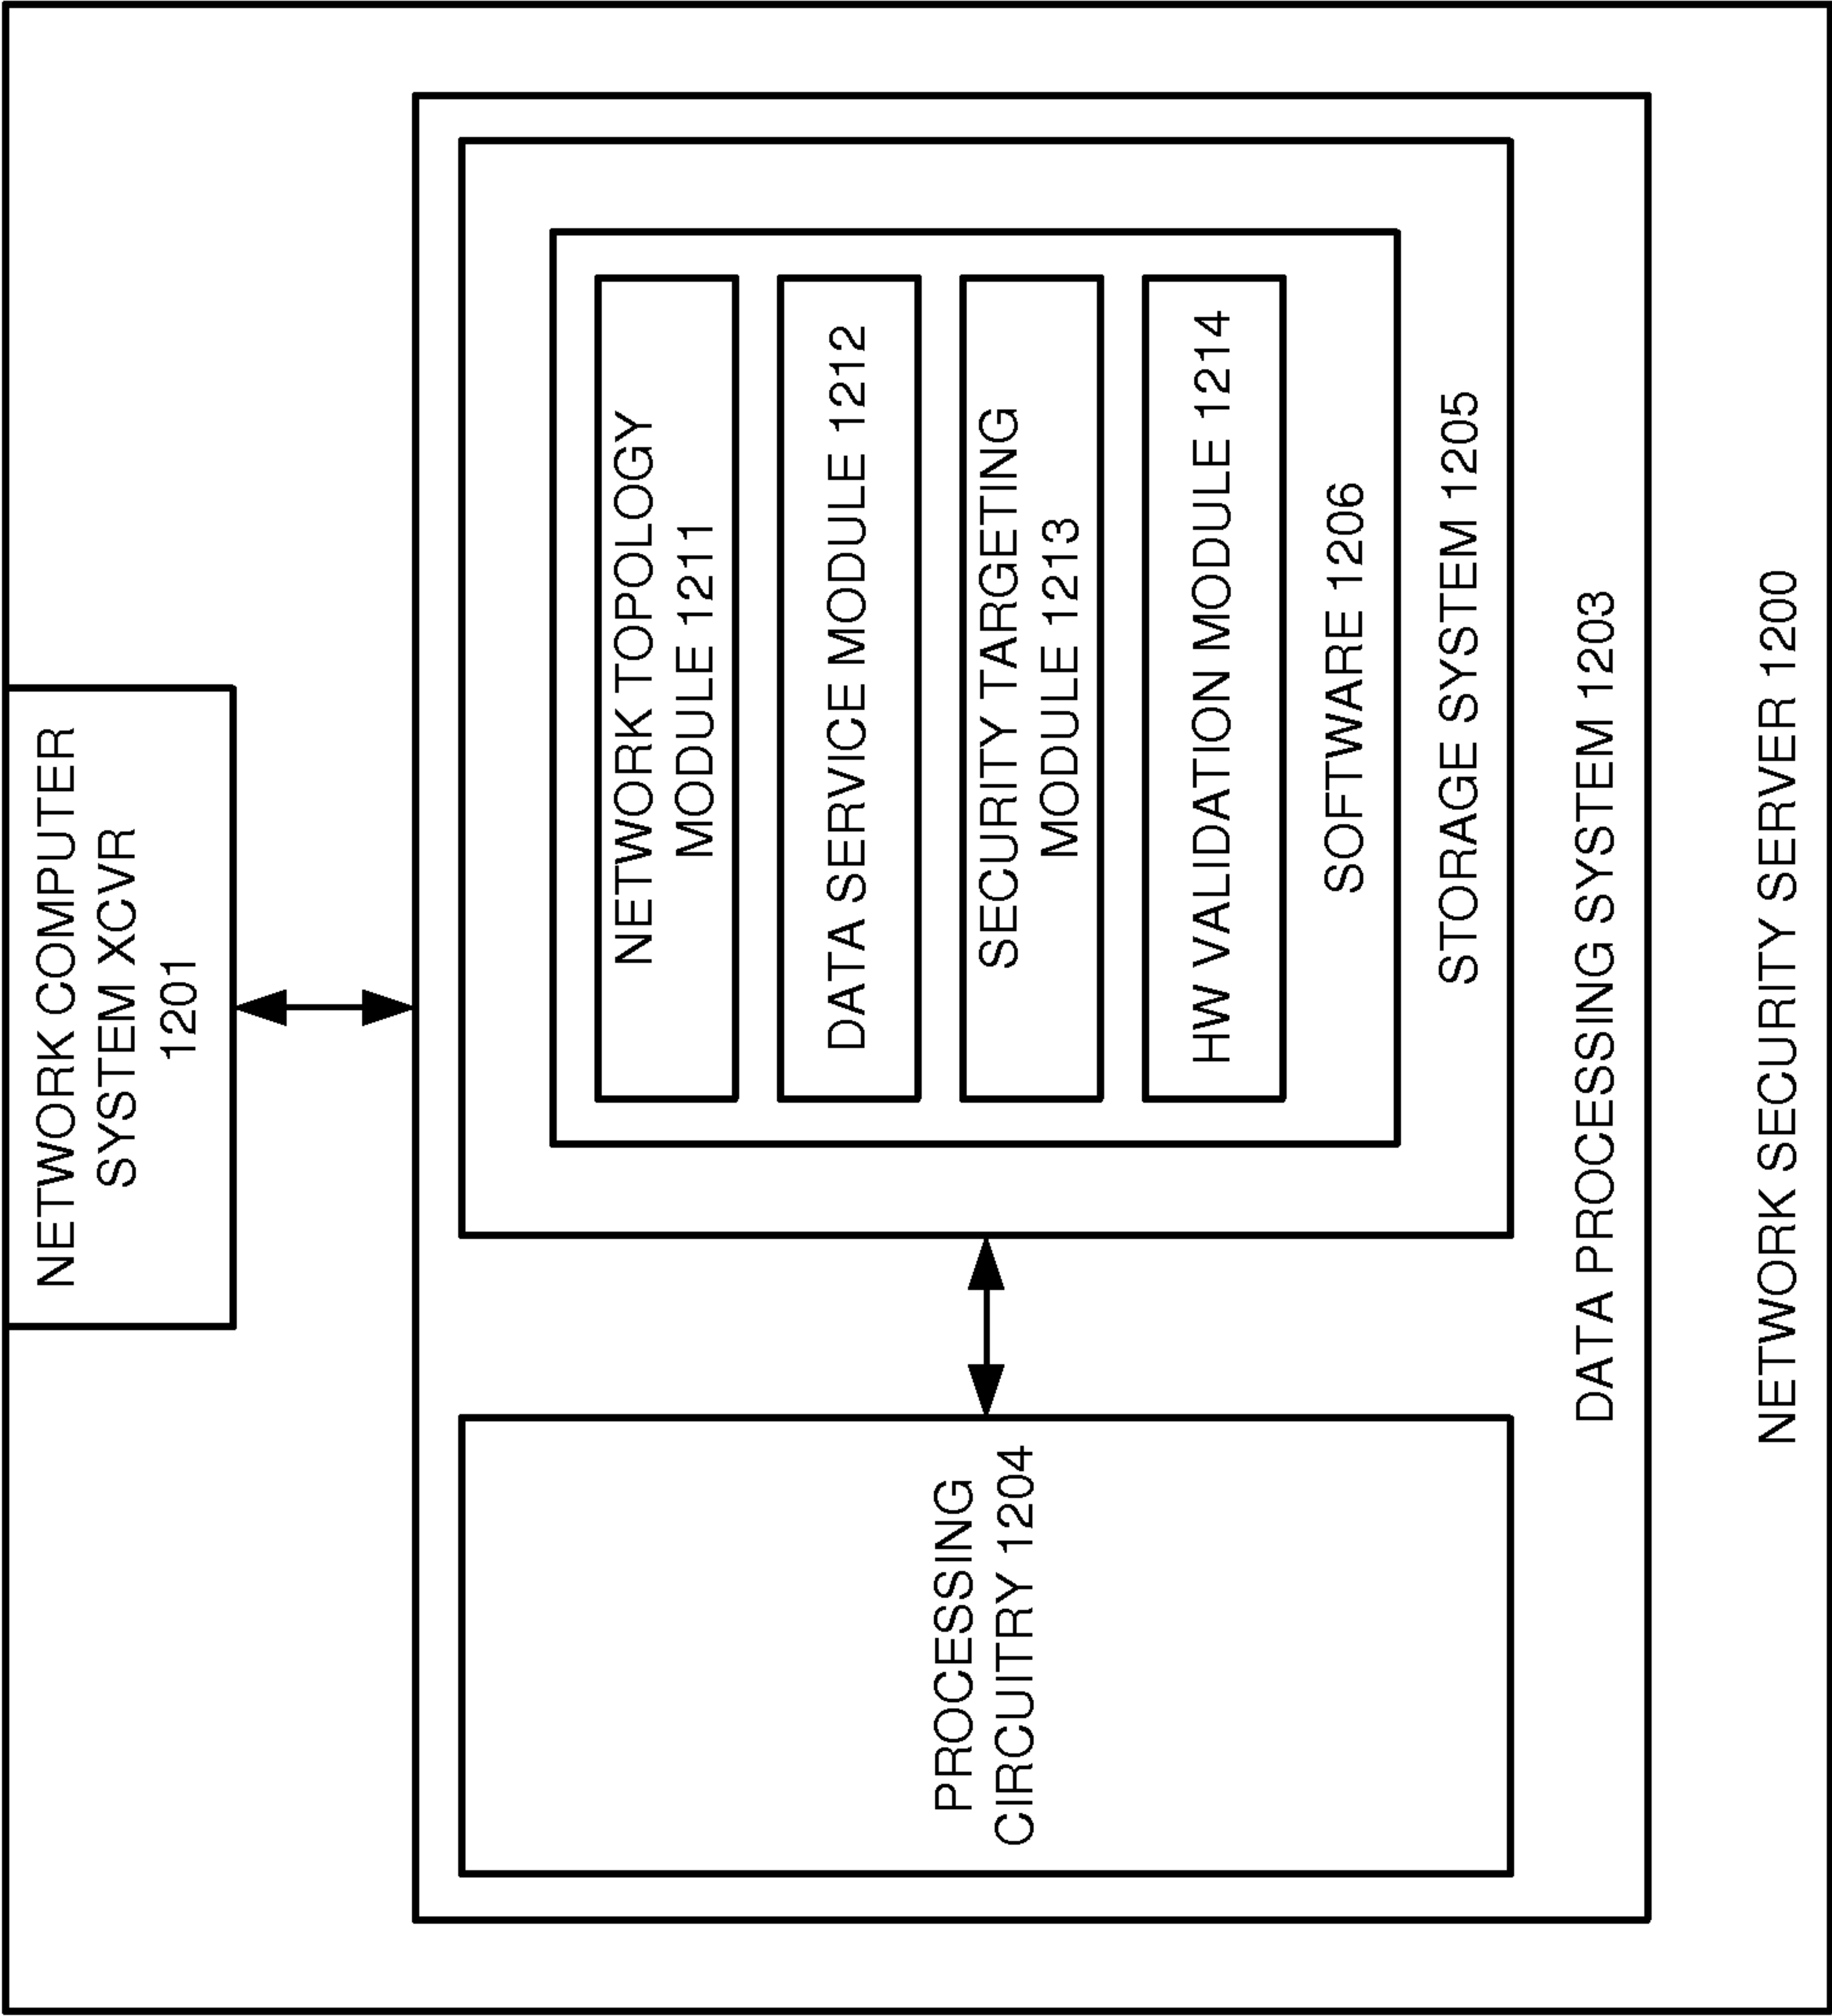 NETWORK COMPUTER
SYSTEM XCVR
1201
PROCESSING
CIRCUITRY 1204
NETWORK TOPOLOGY
MODULE 1211
DATA SERVICE MODULE 1212
SECURITY TARGETING
MODULE 1213
HW VALIDATION MODULE 1214
SOFTWARE 1206
STORAGE SYSTEM 1205
DATA PROCESSING SYSTEM 1203
NETWORK SECURITY SERVER 1200